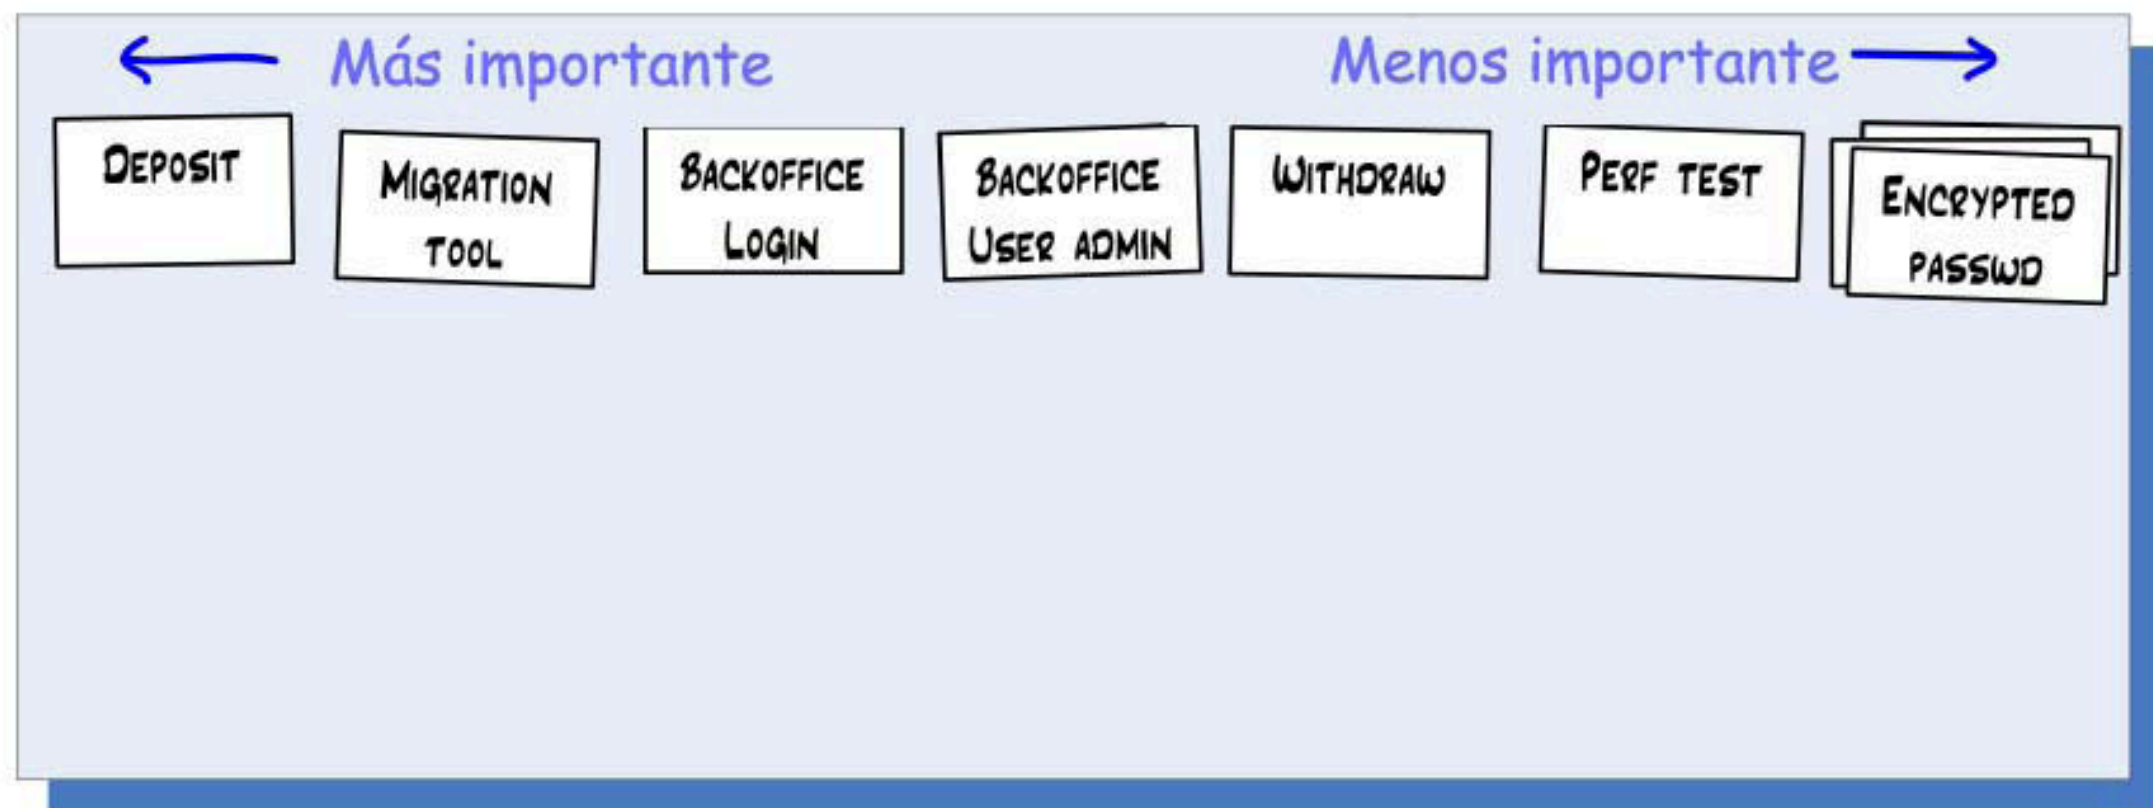 Más importante
Menos importante
DEPOSIT
MIGRATION
TOOL
BACKOFFICE
LOGIN
BACKOFFICE
USER ADMIN
WITHDRAW
PERF TEST
ENCRYPTED
PASSWD